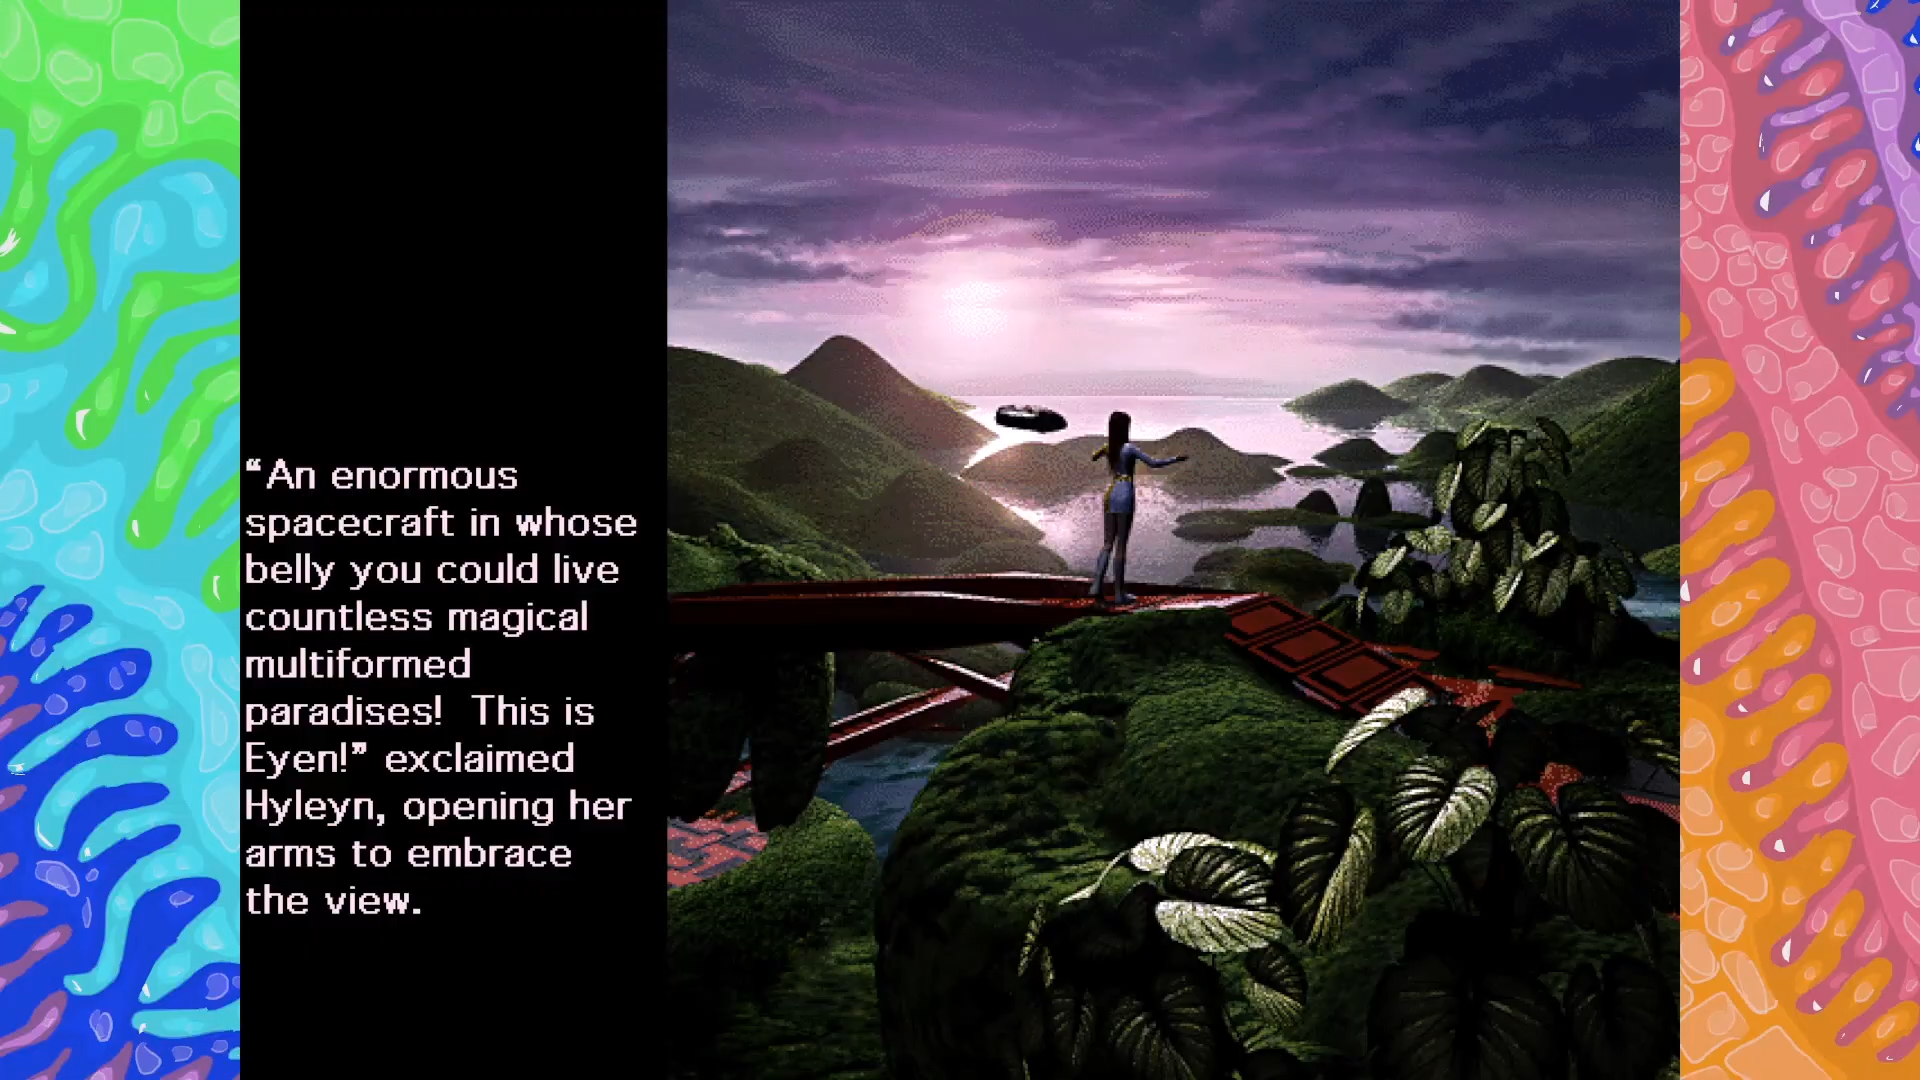 “An enormous
spacecraft in whose
belly you could live
countless magical
multiformed
paradises!  This is
Eyen!” exclaimed
Hyleyn, opening her
arms to embrace
the view.